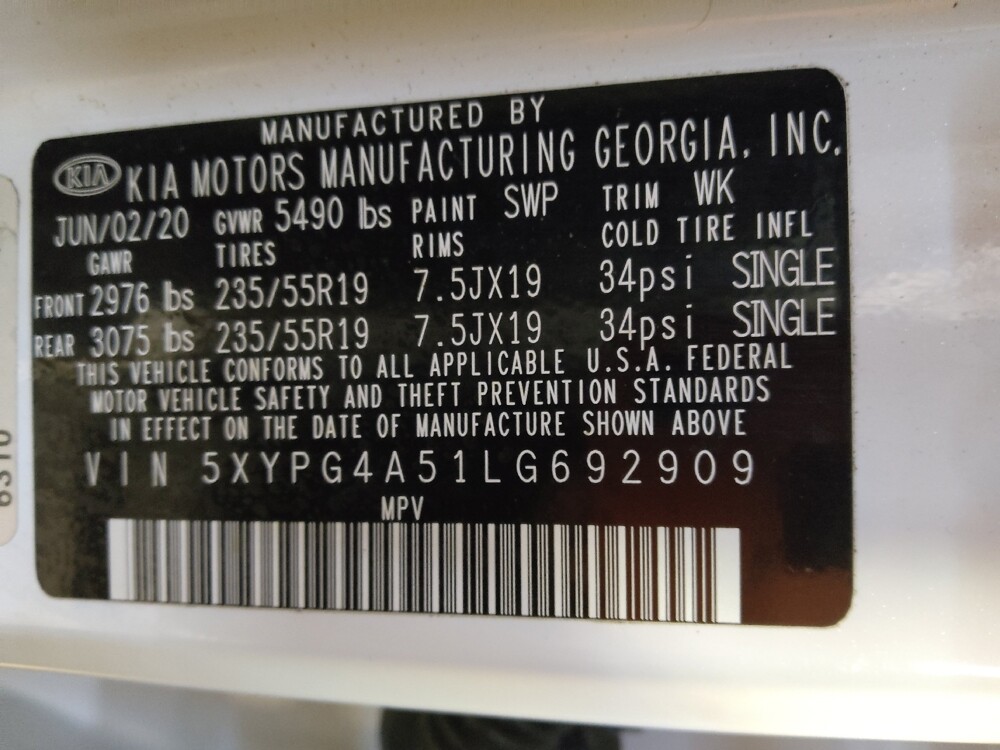 MANUFACTURED BY
KIA KIA MOTORS MANUFACTURING GEORGIA, INC.
JUN/02/20 GVWR 5490 lbs PAINT SWP TRIM WK
GAWR TIRES RIMS COLD TIRE INFL
FRONT 2976 lbs 235/55R19 7.5JX19 34psi SINGLE
REAR 3075 lbs 235/55R19 7.5JX19 34psi SINGLE
THIS VEHICLE CONFORMS TO ALL APPLICABLE U.S.A. FEDERAL
MOTOR VEHICLE SAFETY AND THEFT PREVENTION STANDARDS
IN EFFECT ON THE DATE OF MANUFACTURE SHOWN ABOVE
VIN 5XYPG4A51LG692909
MPV